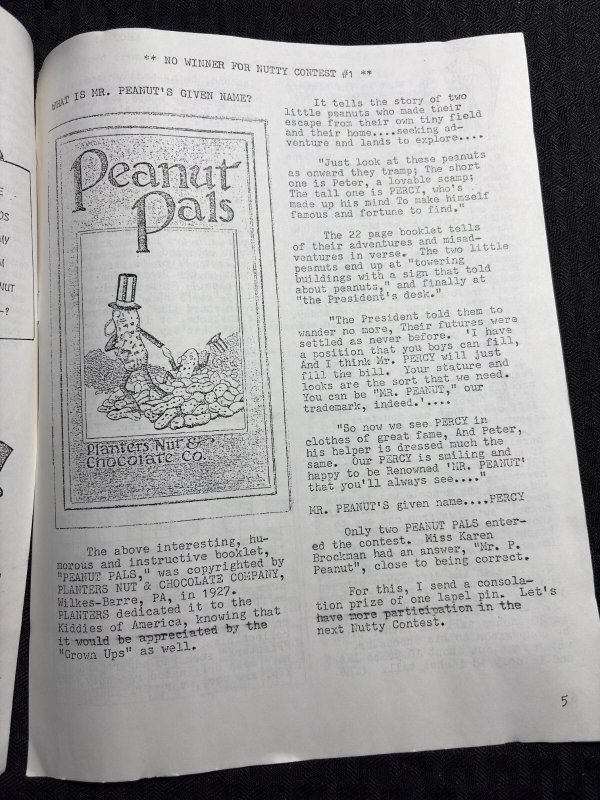 ** NO WINNER FOR NUTTY CONTEST #1 **
WHAT IS MR. PEANUT'S GIVEN NAME?
Peanut
Pals
Planters Nut &
Chocolate Co.
The above interesting, hu-
morous and instructive booklet,
"PEANUT PALS," was copyrighted by
PLANTERS NUT & CHOCOLATE COMPANY,
Wilkes-Barre, PA, in 1927.
PLANTERS dedicated it to the
Kiddies of America, knowing that
it would be appreciated by the
"Grown Ups" as well.
It tells the story of two
little peanuts who made their
escape from their own tiny field
and their home....seeking ad-
venture and lands to explore....
"Just look at these peanuts
as onward they tramp; The short
one is Peter, a lovable scamp;
The tall one is PERCY, who's
made up his mind To make himself
famous and fortune to find."
The 22 page booklet tells
of their adventures and misad-
ventures in verse. The two little
peanuts end up at "towering
buildings with a sign that told
about peanuts," and finally at
"the President's desk."
"The President told them to
wander no more, Their futures were
settled as never before. 'I have
a position that you boys can fill,
And I think Mr. PERCY will just
fill the bill. Your stature and
looks are the sort that we need.
You can be "MR. PEANUT," our
trademark, indeed.'....
"So now we see PERCY in
clothes of great fame, And Peter,
his helper is dressed much the
same. Our PERCY is smiling and
happy to be Renowned 'MR. PEANUT'
that you'll always see...."
MR. PEANUT'S given name....PERCY
Only two PEANUT PALS enter-
ed the contest. Miss Karen
Brockman had an answer, "Mr. P.
Peanut", close to being correct.
For this, I send a consola-
tion prize of one lapel pin. Let's
have more participation in the
next Nutty Contest.
5